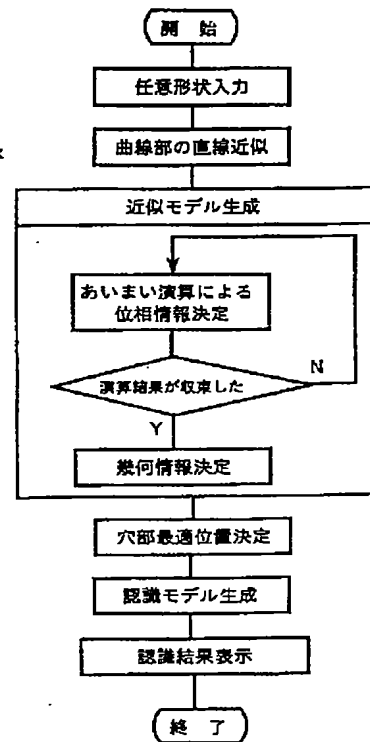 開 始
任意形状入力
曲線部の直線近似
近似モデル生成
あいまい演算による
位相情報決定
演算結果が収束した
N
Y
幾何情報決定
穴部最適位置決定
認識モデル生成
認識結果表示
終 了